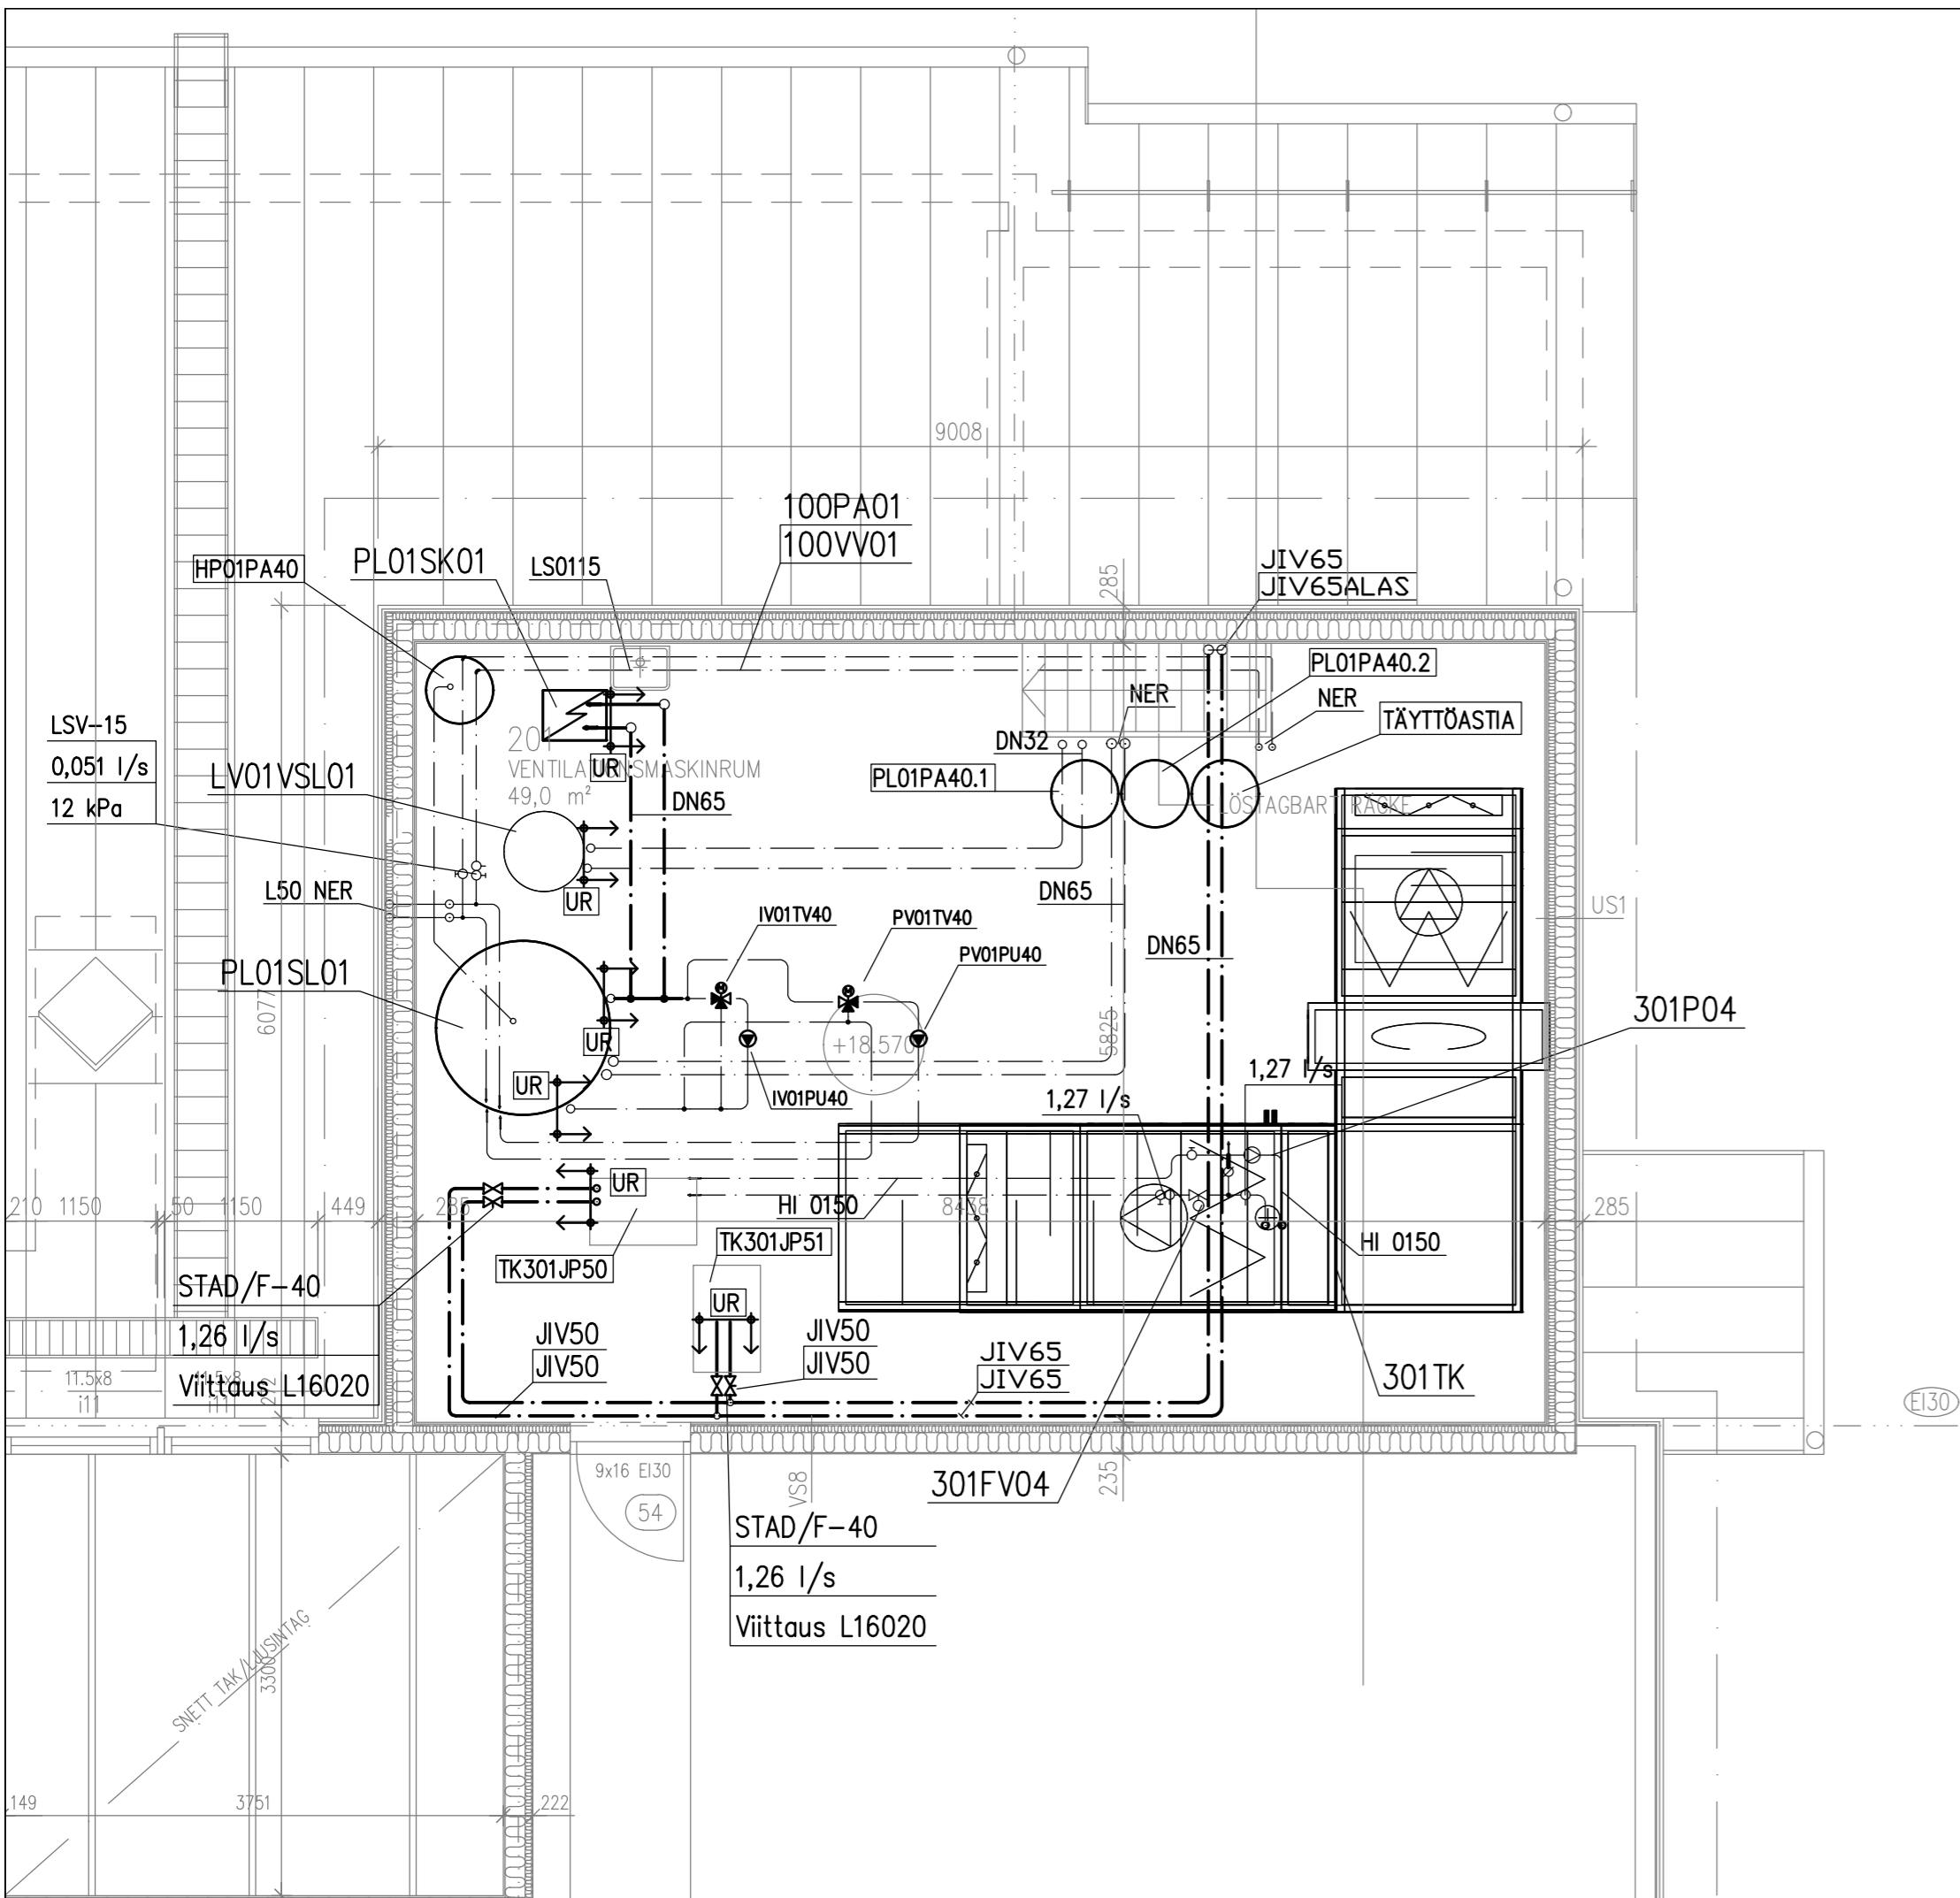 9008
100PA01
100VV01
HP01PA40
PL01SK01
LS0115
285
JIV65
JIV65ALAS
PL01PA40.2
NER
NER
TÄYTTÖASTIA
DN32
PL01PA40.1
LÖSTAGBART RÄCKE
LSV-15
0,051 l/s
12 kPa
LV01VSL01
201
VENTILATIONSMASKINRUM
49,0 m²
UR
DN65
UR
L50 NER
IV01TV40
PV01TV40
PV01PU40
DN65
DN65
US1
PL01SL01
6077
UR
+18.570
5825
301P04
1,27 l/s
1,27 l/s
UR
IV01PU40
UR
HI 0150
HI 0150
210
1150
50
1150
449
285
8438
285
TK301JP50
TK301JP51
UR
STAD/F-40
1,26 l/s
Viittaus L16020
11.5x8
i11
11.5x8
i11
2272
JIV50
JIV50
JIV50
JIV50
JIV65
JIV65
301TK
EI30
9x16 EI30
54
VS8
301FV04
235
STAD/F-40
1,26 l/s
Viittaus L16020
SNETT TAK/LJUSINTAG
3300
149
3751
222